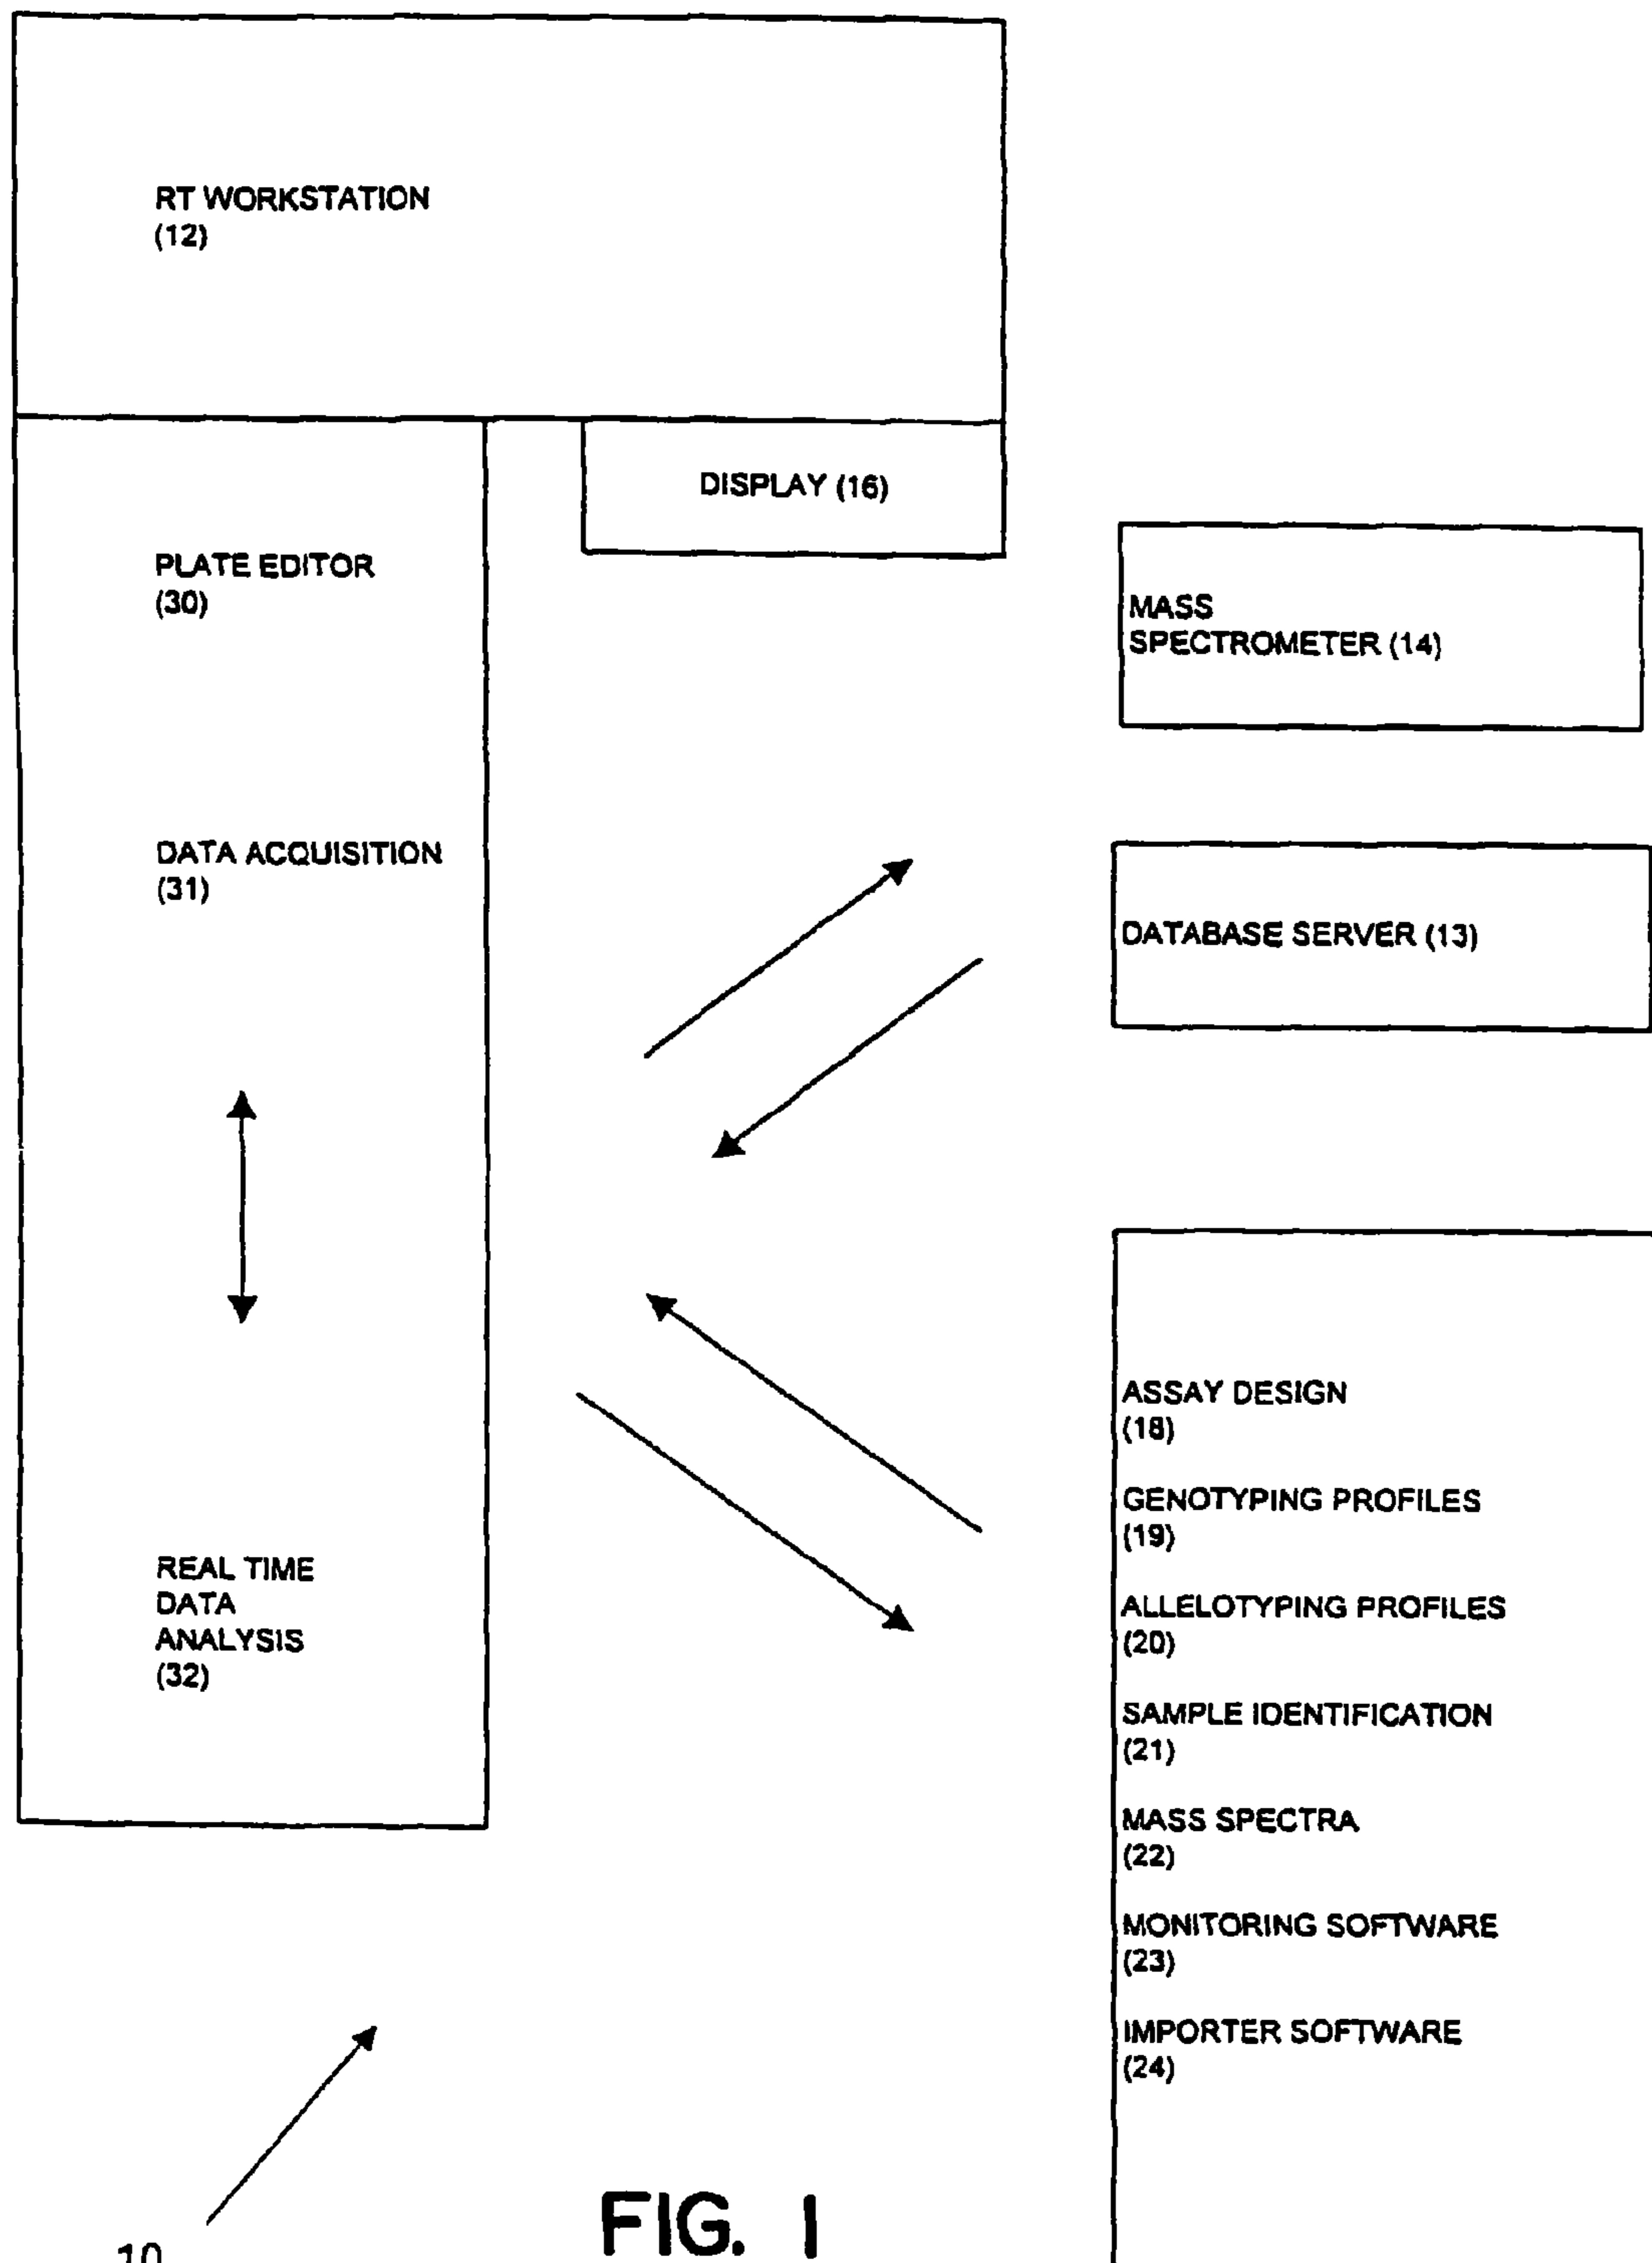 RT WORKSTATION
(12)
DISPLAY (16)
PLATE EDITOR
(30)
MASS
SPECTROMETER (14)
DATA ACQUISITION
(31)
DATABASE SERVER (13)
REAL TIME
DATA
ANALYSIS
(32)
ASSAY DESIGN
(18)
GENOTYPING PROFILES
(19)
ALLELOTYPING PROFILES
(20)
SAMPLE IDENTIFICATION
(21)
MASS SPECTRA
(22)
MONITORING SOFTWARE
(23)
IMPORTER SOFTWARE
(24)
10
FIG. 1